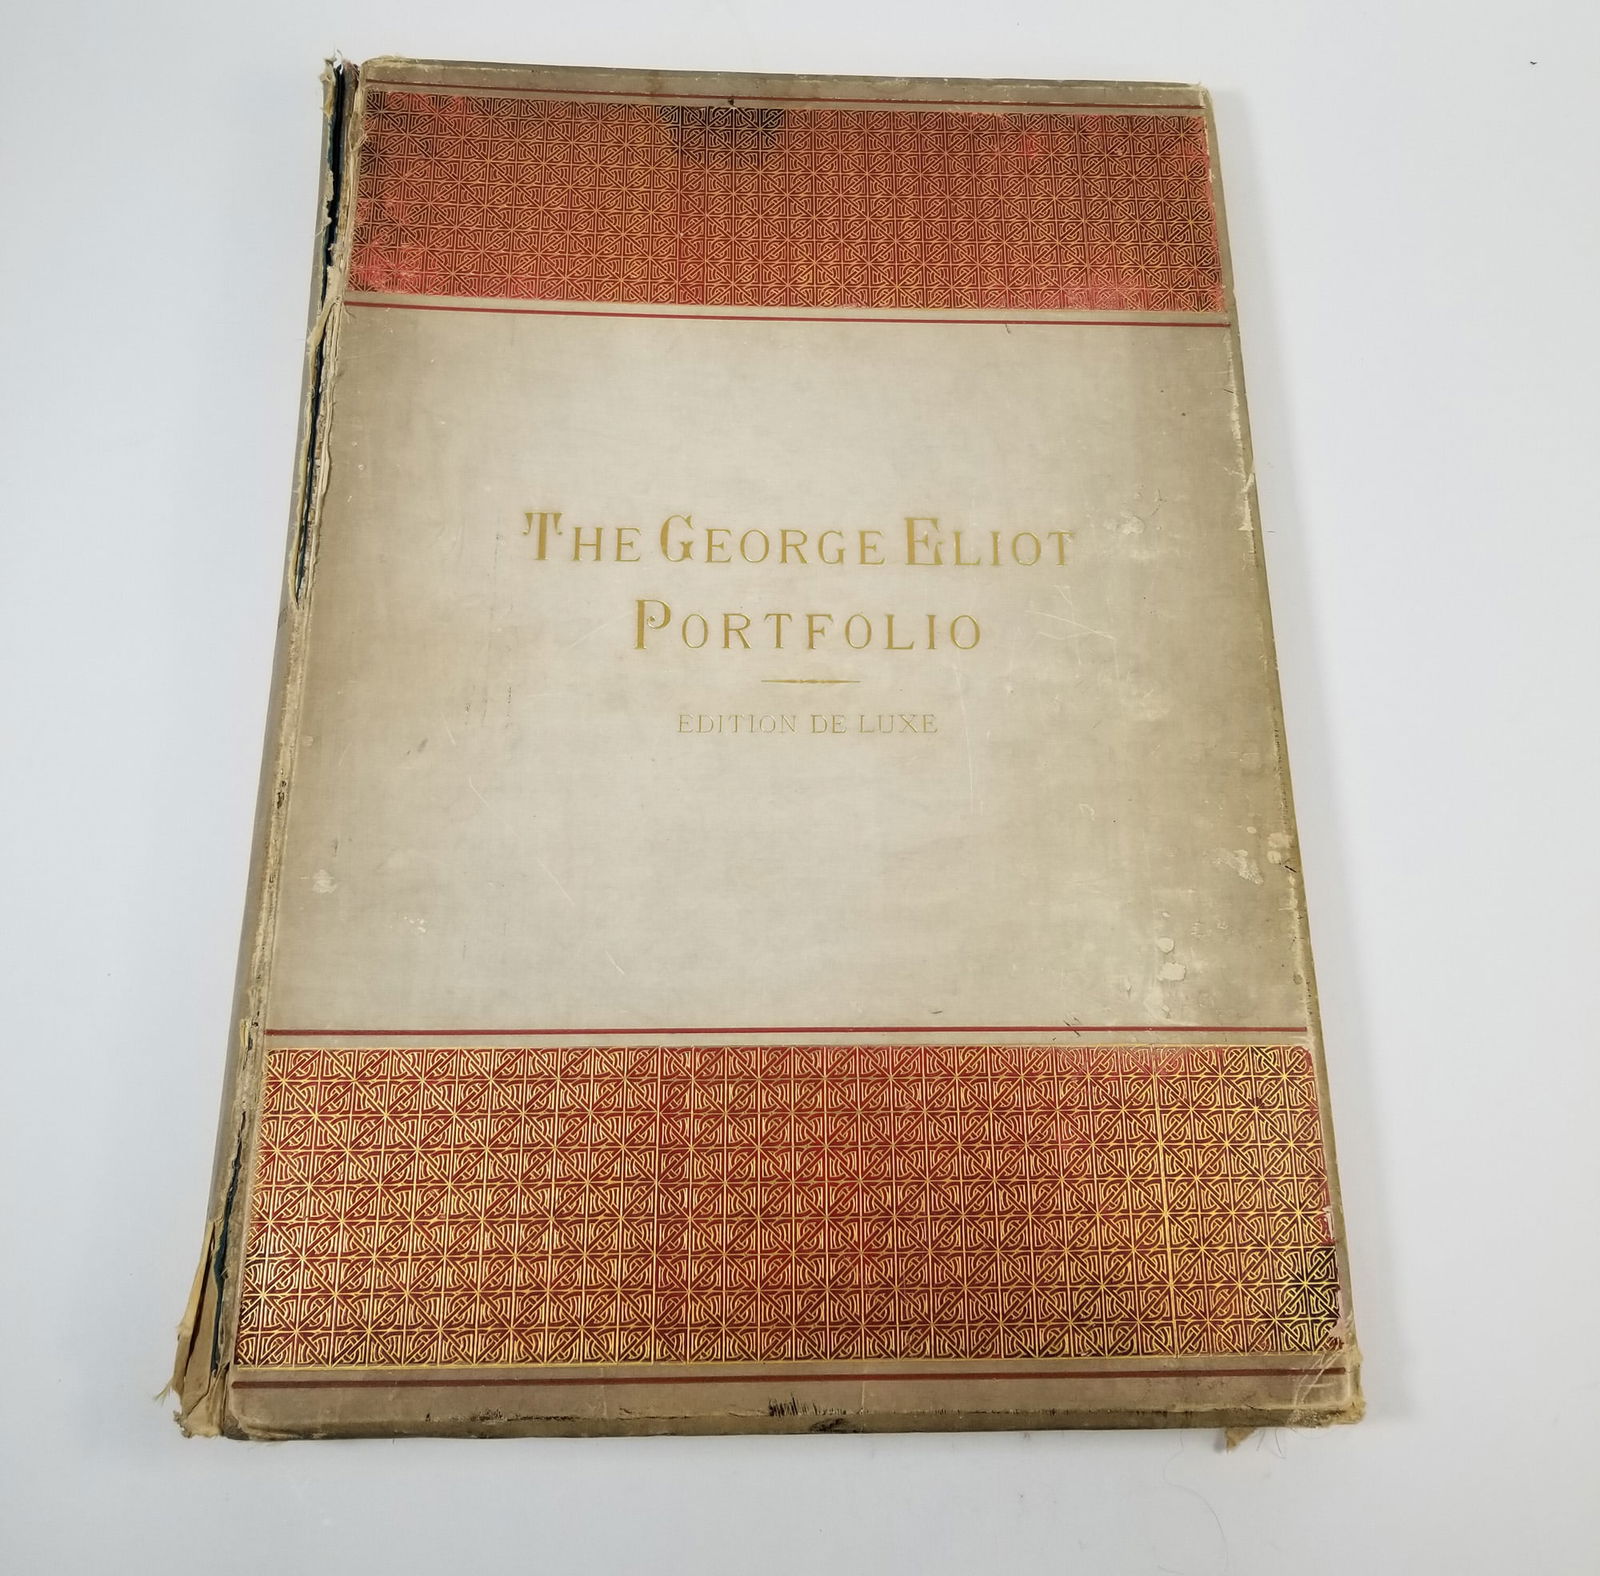 THE GEORGE ELIOT
PORTFOLIO
EDITION DE LUXE